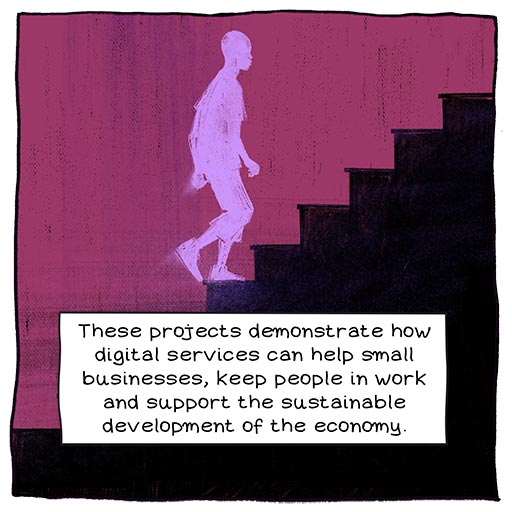 These projects demonstrate how
digital services can help small
businesses, keep people in work
and support the sustainable
development of the economy.